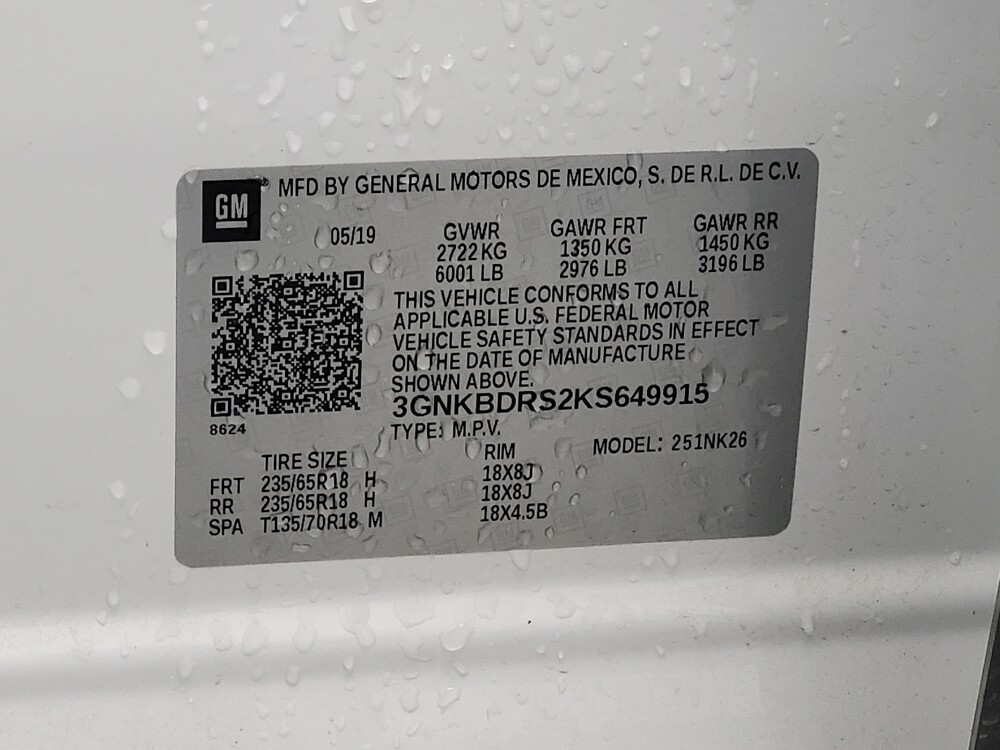 GM MFD BY GENERAL MOTORS DE MEXICO, S. DE R.L. DE C.V.
05/19 GVWR GAWR FRT GAWR RR
2722 KG 1350 KG 1450 KG
6001 LB 2976 LB 3196 LB
THIS VEHICLE CONFORMS TO ALL
APPLICABLE U.S. FEDERAL MOTOR
VEHICLE SAFETY STANDARDS IN EFFECT
ON THE DATE OF MANUFACTURE
SHOWN ABOVE.
3GNKBDRS2KS649915
8624
TYPE: M.P.V. MODEL: 251NK26
TIRE SIZE RIM
FRT 235/65R18 H 18X8J
RR 235/65R18 H 18X8J
SPA T135/70R18 M 18X4.5B